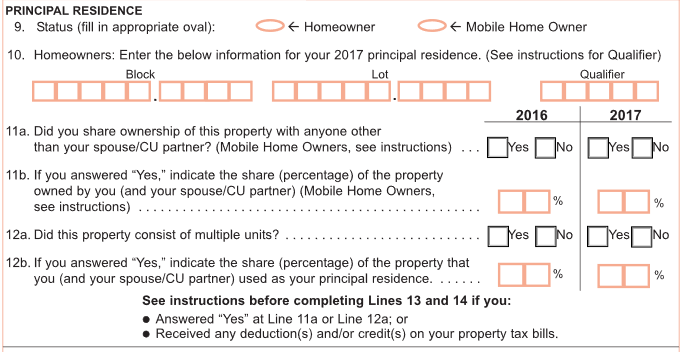 PRINCIPAL RESIDENCE
9. Status (fill in appropriate oval): ← Homeowner ← Mobile Home Owner
10. Homeowners: Enter the below information for your 2017 principal residence. (See instructions for Qualifier)
Block Lot Qualifier
. .
2016 2017
11a. Did you share ownership of this property with anyone other
than your spouse/CU partner? (Mobile Home Owners, see instructions) . . . Yes No Yes No
11b. If you answered “Yes,” indicate the share (percentage) of the property
owned by you (and your spouse/CU partner) (Mobile Home Owners,
see instructions) . . . . . . . . . . . . . . . . . . . . . . . . . . . . . . . . . . . . . . . . . . . . . . . . % %
12a. Did this property consist of multiple units? . . . . . . . . . . . . . . . . . . . . . . . . . . . Yes No Yes No
12b. If you answered “Yes,” indicate the share (percentage) of the property that
you (and your spouse/CU partner) used as your principal residence. . . . . . . % %
See instructions before completing Lines 13 and 14 if you:
● Answered “Yes” at Line 11a or Line 12a; or
● Received any deduction(s) and/or credit(s) on your property tax bills.